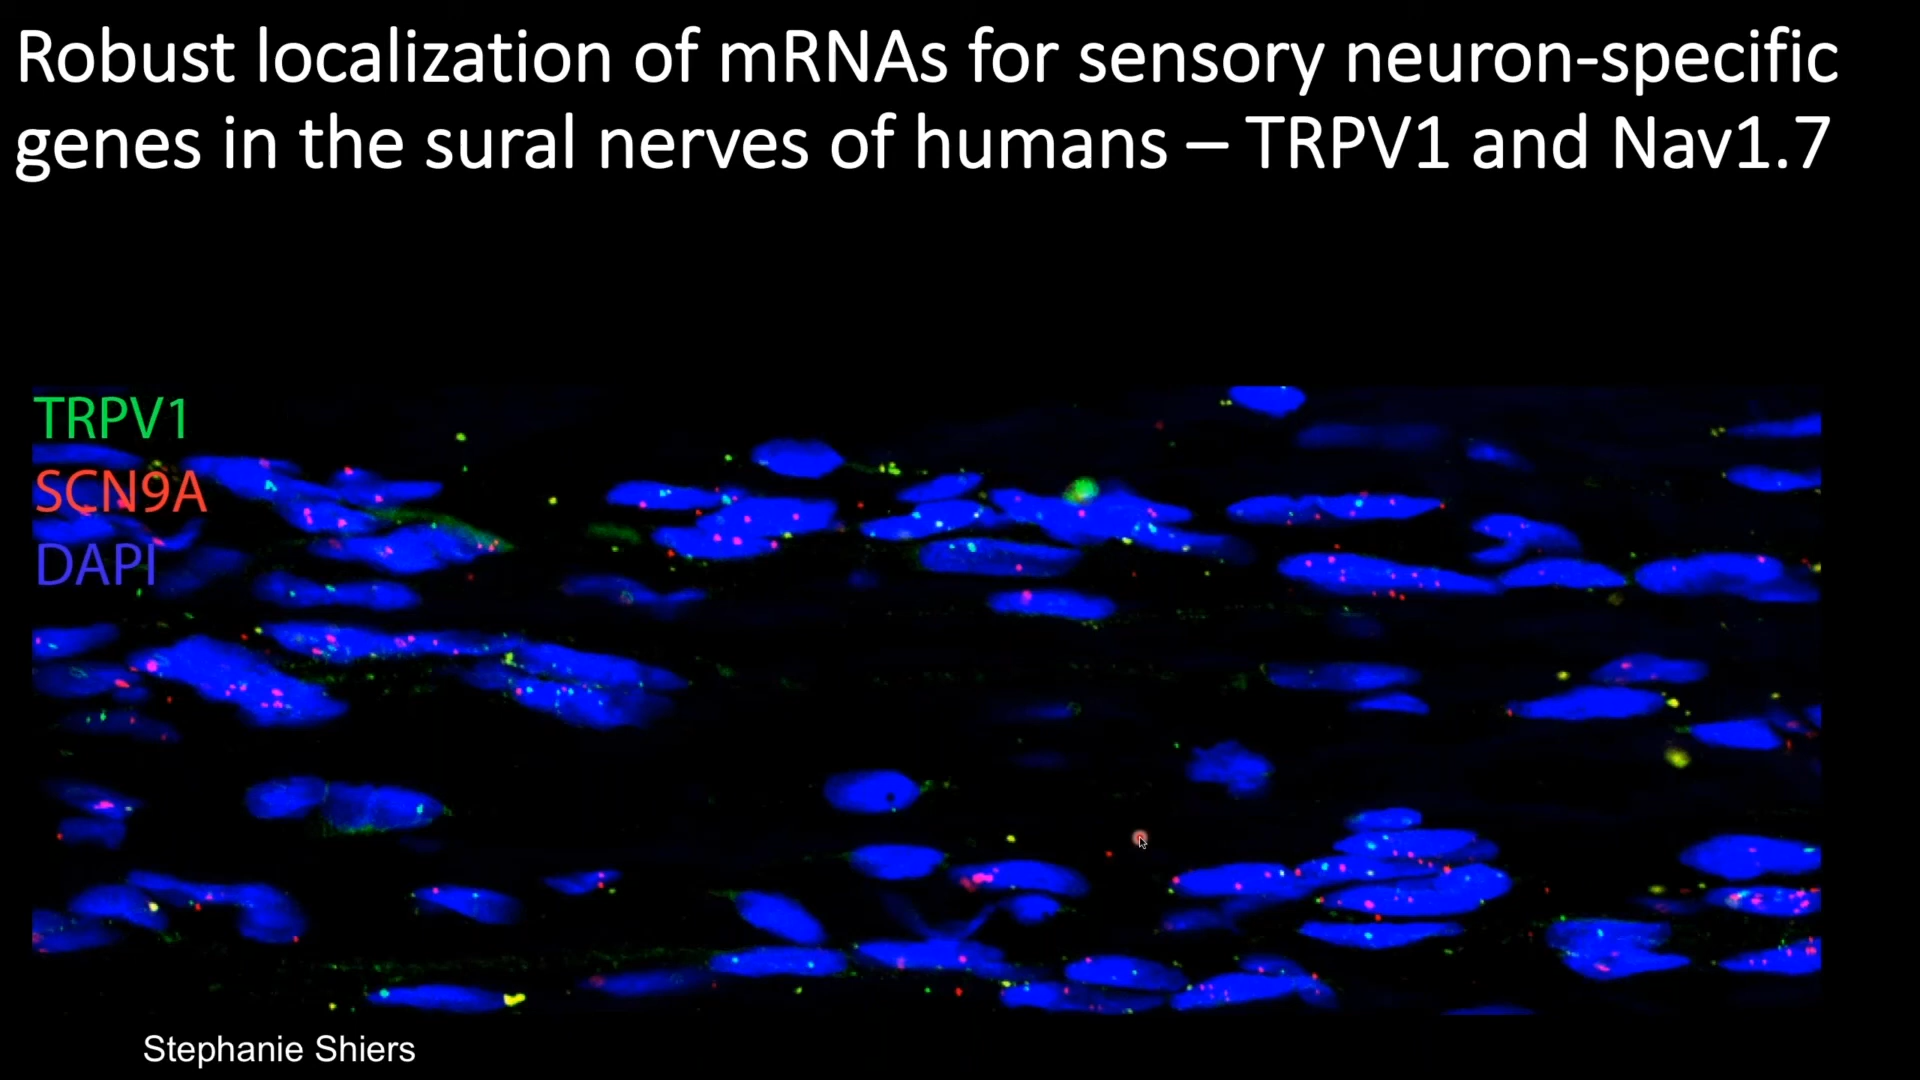 Robust localization of mRNAs for sensory neuron-specific
genes in the sural nerves of humans – TRPV1 and Nav1.7
TRPV1
SCN9A
DAPI
Stephanie Shiers